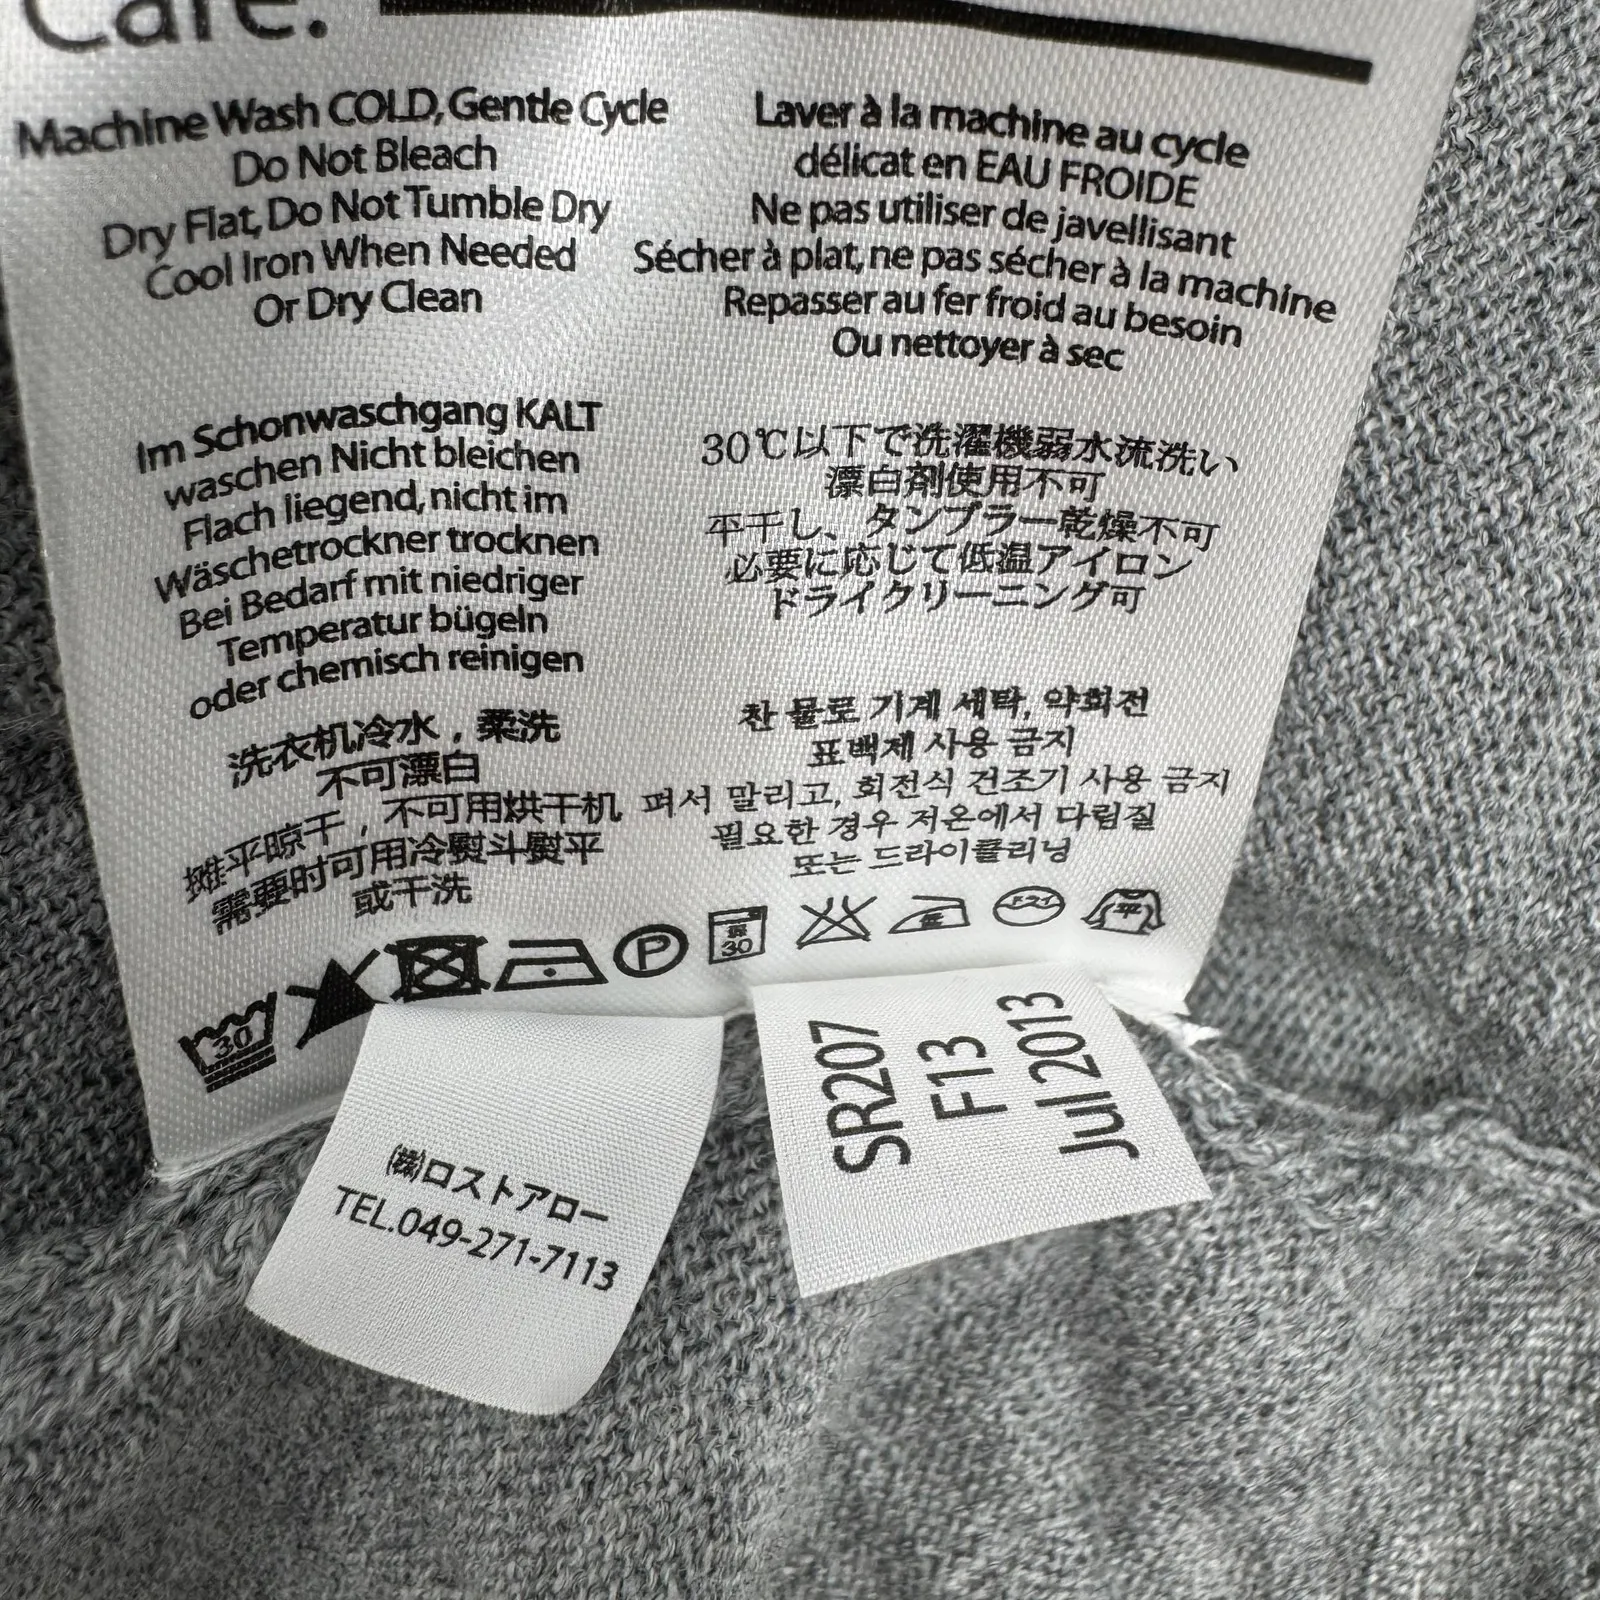 Care.
Machine Wash COLD, Gentle Cycle
Do Not Bleach
Dry Flat, Do Not Tumble Dry
Cool Iron When Needed
Or Dry Clean
Laver à la machine au cycle
délicat en EAU FROIDE
Ne pas utiliser de javellisant
Sécher à plat, ne pas sécher à la machine
Repasser au fer froid au besoin
Ou nettoyer à sec
Im Schonwaschgang KALT
waschen Nicht bleichen
Flach liegend, nicht im
Wäschetrockner trocknen
Bei Bedarf mit niedriger
Temperatur bügeln
oder chemisch reinigen
30℃以下で洗濯機弱水流洗い
漂白剤使用不可
平干し、タンブラー乾燥不可
必要に応じて低温アイロン
ドライクリーニング可
洗衣机冷水，柔洗
不可漂白
摊平晾干，不可用烘干机
需要时可用冷熨斗熨平
或干洗
찬 물로 기계 세탁, 약회전
표백제 사용 금지
펴서 말리고, 회전식 건조기 사용 금지
필요한 경우 저온에서 다림질
또는 드라이클리닝
30
P
30
平
㈱ロストアロー
TEL.049-271-7113
SR207
F13
Jul 2013